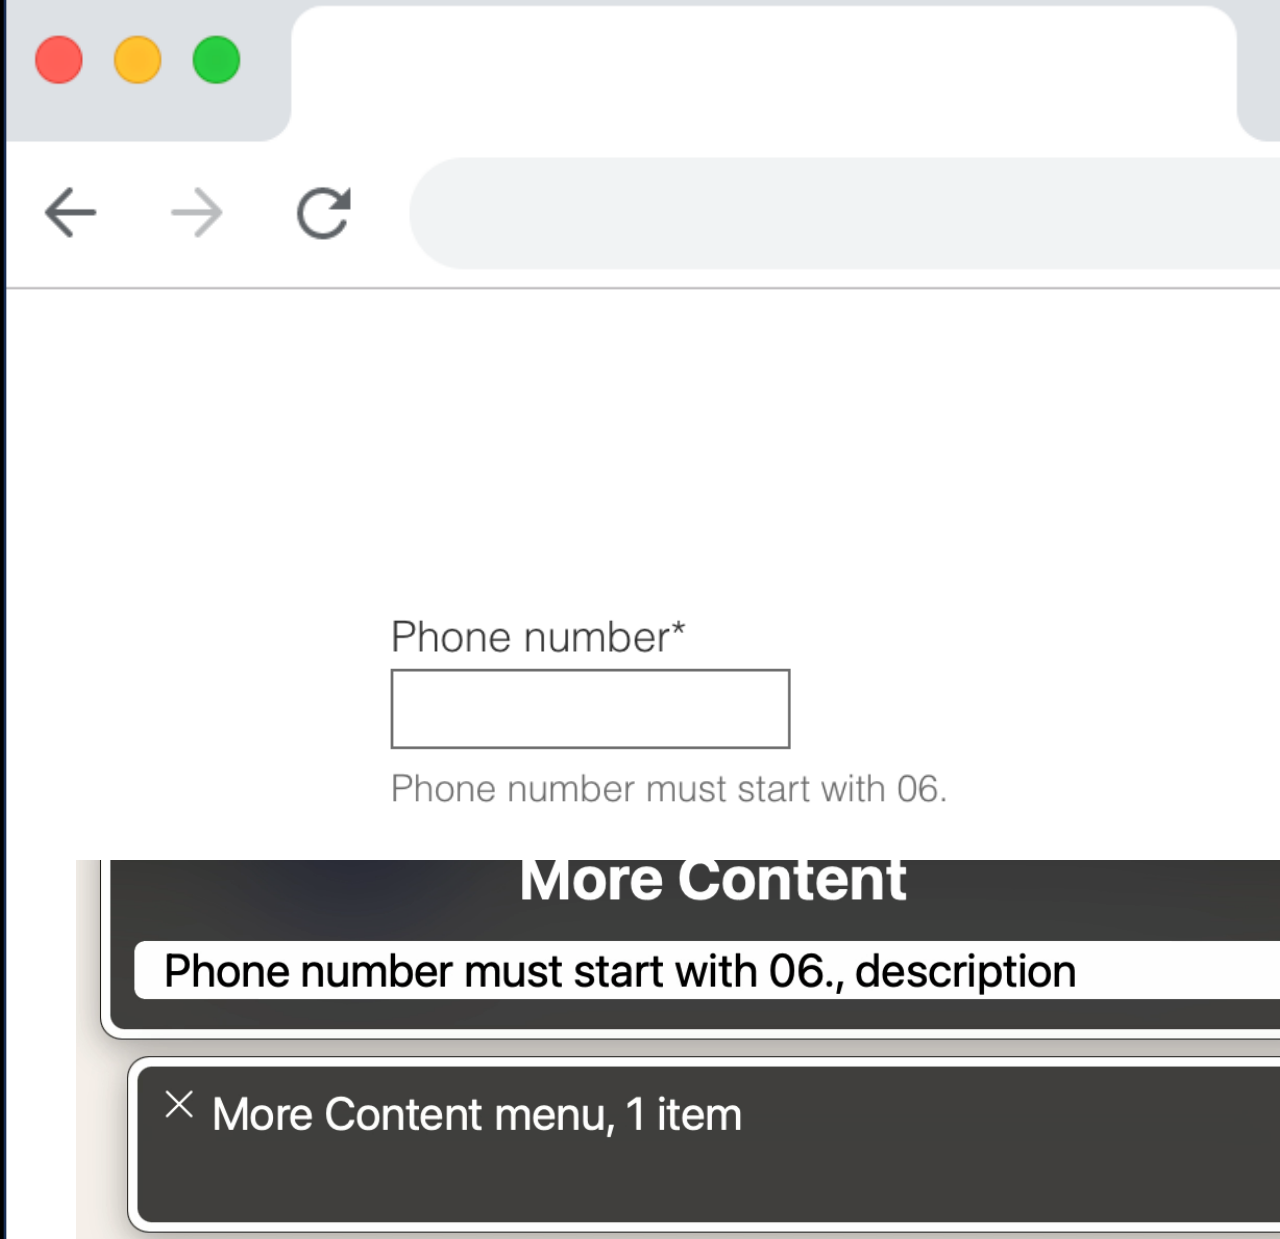 Phone number*
Phone number must start with 06.
More Content
Phone number must start with 06., description
More Content menu, 1 item